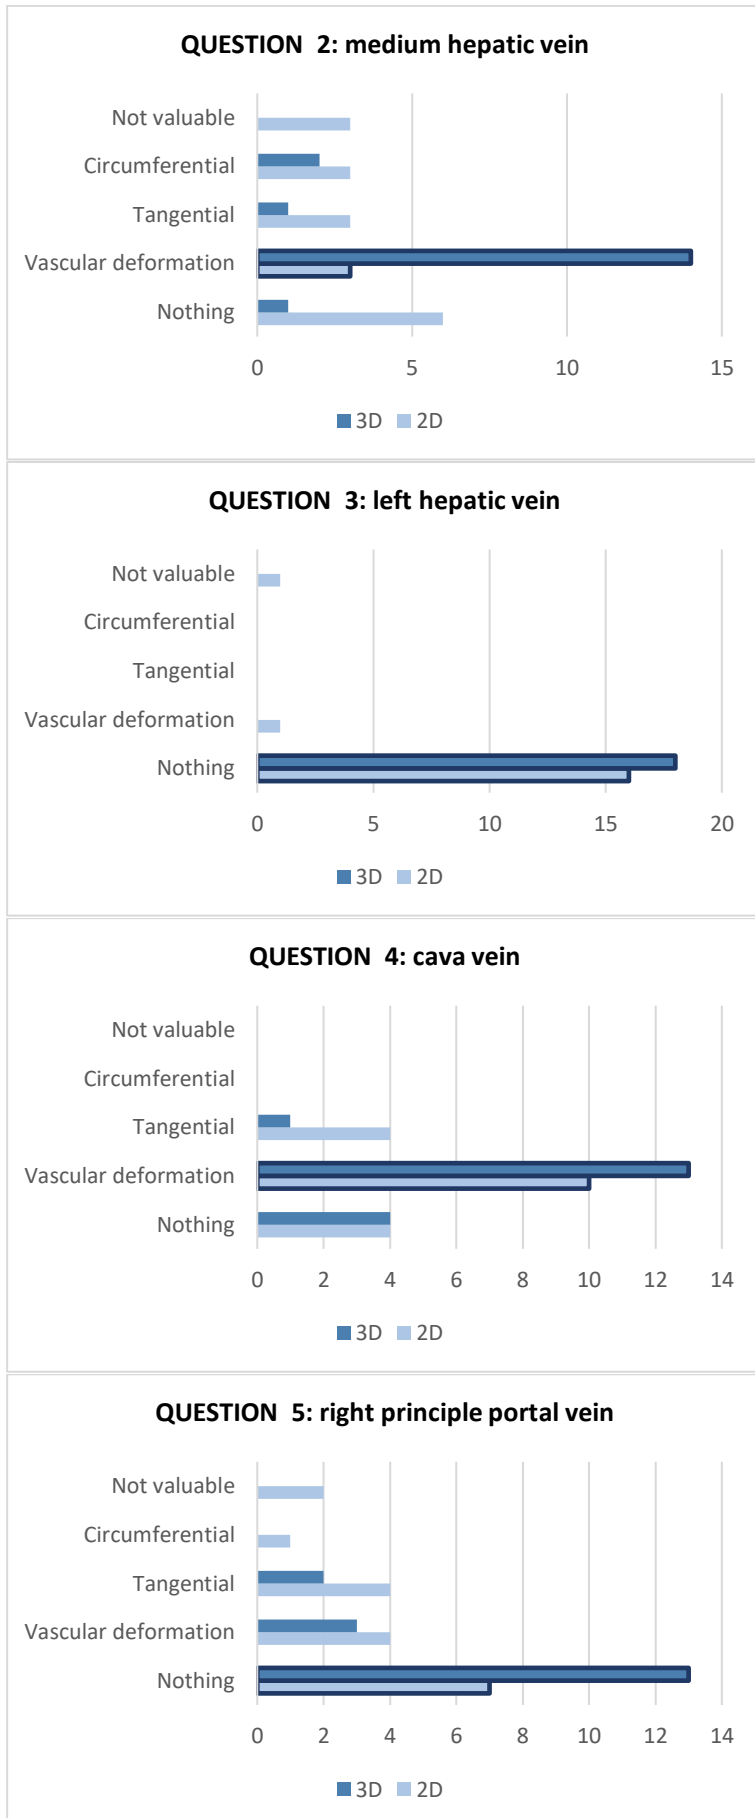 QUESTION 2: medium hepatic vein
Not valuable
Circumferential
Tangential
Vascular deformation
Nothing
0 5 10 15
3D 2D
QUESTION 3: left hepatic vein
Not valuable
Circumferential
Tangential
Vascular deformation
Nothing
0 5 10 15 20
3D 2D
QUESTION 4: cava vein
Not valuable
Circumferential
Tangential
Vascular deformation
Nothing
0 2 4 6 8 10 12 14
3D 2D
QUESTION 5: right principle portal vein
Not valuable
Circumferential
Tangential
Vascular deformation
Nothing
0 2 4 6 8 10 12 14
3D 2D